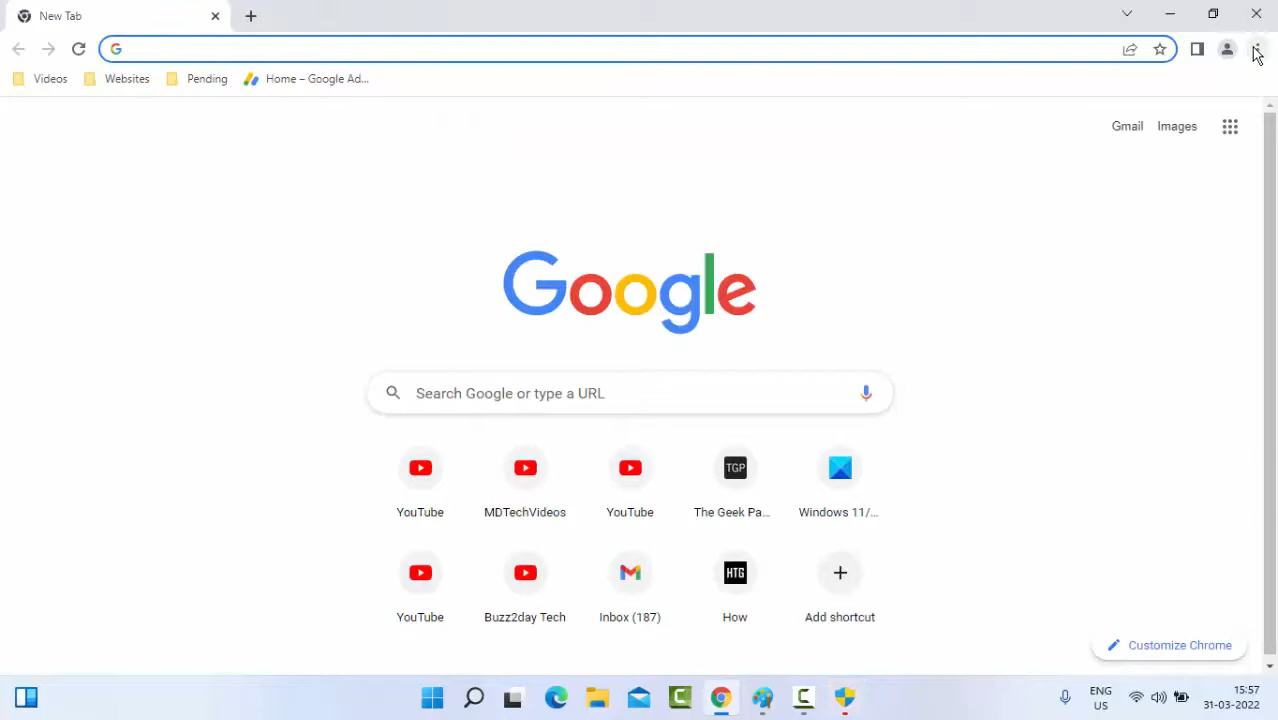 New Tab
Videos
Websites
Pending
Home – Google Ad...
Gmail
Images
Google
Search Google or type a URL
TGP
YouTube
MDTechVideos
YouTube
The Geek Pa...
Windows 11/...
HTG
YouTube
Buzz2day Tech
Inbox (187)
How
Add shortcut
Customize Chrome
ENG
US
15:57
31-03-2022